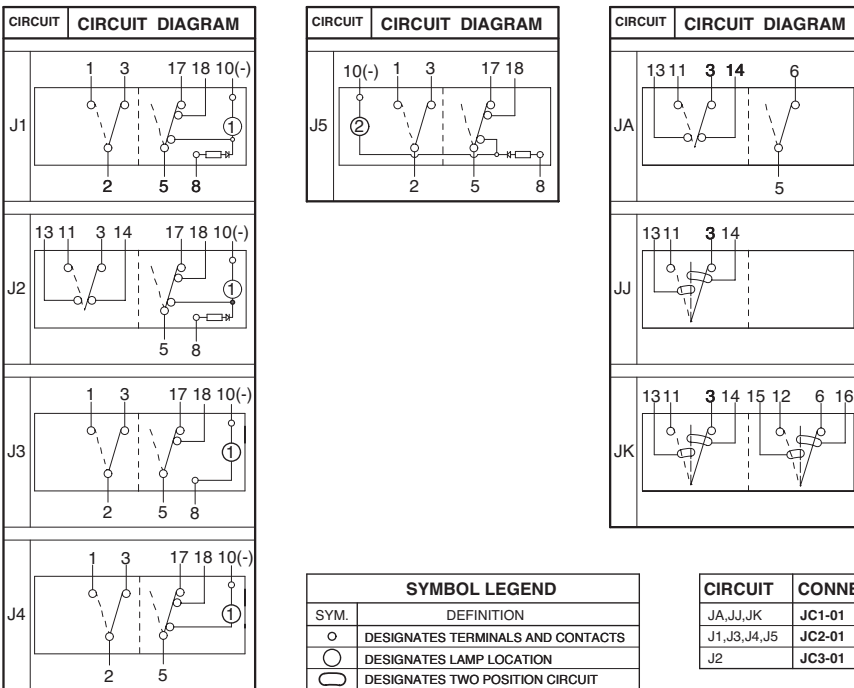 CIRCUIT CIRCUIT DIAGRAM
J1
1 3 17 18 10(-)
1
2 5 8
J2
13 11 3 14 17 18 10(-)
1
5 8
J3
1 3 17 18 10(-)
1
2 5 8
J4
1 3 17 18 10(-)
1
2 5
CIRCUIT CIRCUIT DIAGRAM
J5
10(-) 1 3 17 18
2
2 5 8
SYMBOL LEGEND
SYM. DEFINITION
DESIGNATES TERMINALS AND CONTACTS
DESIGNATES LAMP LOCATION
DESIGNATES TWO POSITION CIRCUIT
CIRCUIT CIRCUIT DIAGRAM
JA
13 11 3 14 6
5
JJ
13 11 3 14
JK
13 11 3 14 15 12 6 16
CIRCUIT CONNE
JA,JJ,JK JC1-01
J1,J3,J4,J5 JC2-01
J2 JC3-01